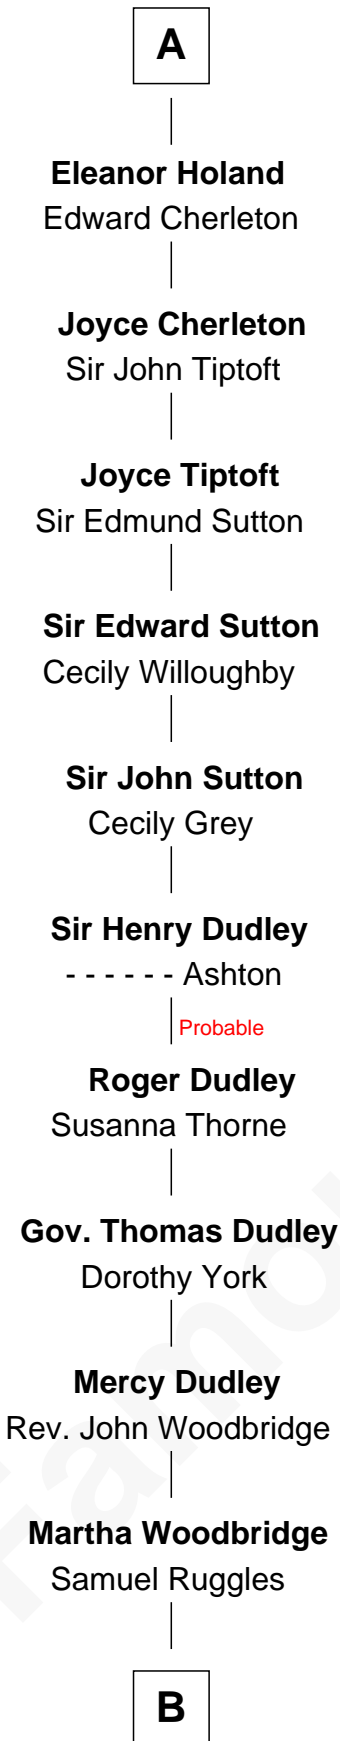 A
Eleanor Holand
Edward Cherleton
Joyce Cherleton
Sir John Tiptoft
Joyce Tiptoft
Sir Edmund Sutton
Sir Edward Sutton
Cecily Willoughby
Sir John Sutton
Cecily Grey
Sir Henry Dudley
- - - - - - Ashton
Probable
Roger Dudley
Susanna Thorne
Gov. Thomas Dudley
Dorothy York
Mercy Dudley
Rev. John Woodbridge
Martha Woodbridge
Samuel Ruggles
B